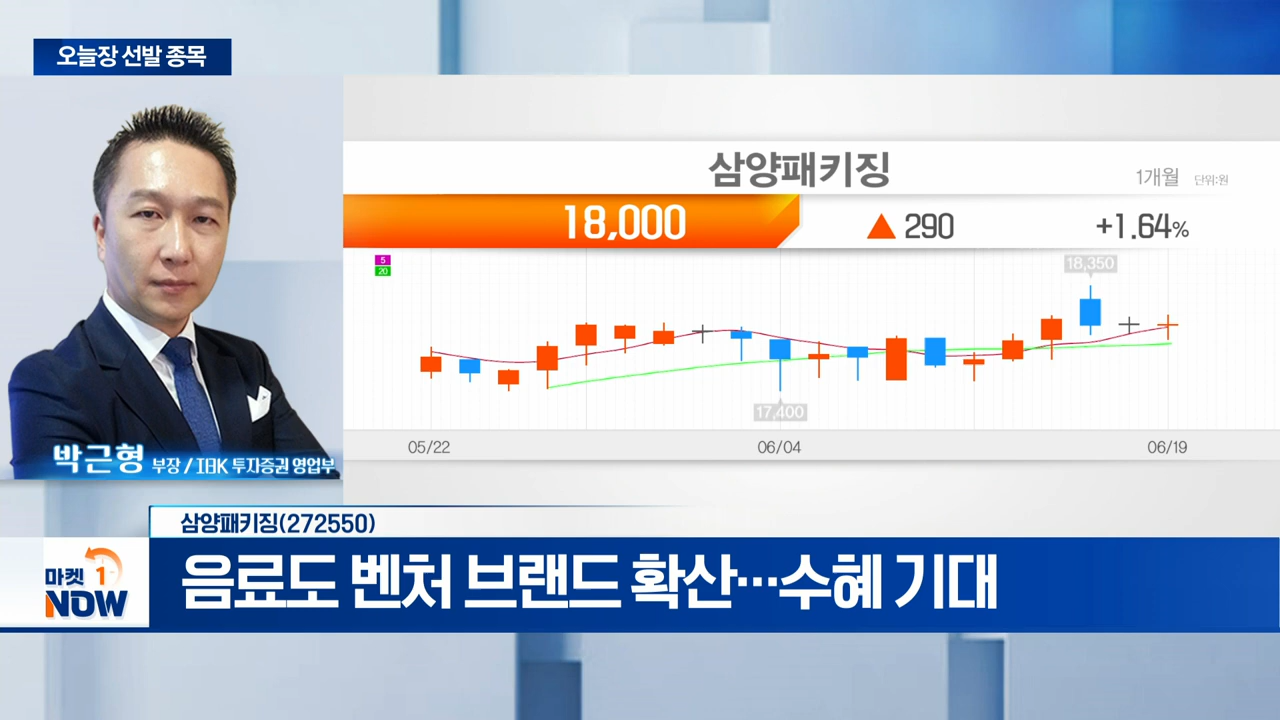 오늘장 선발 종목
삼양패키징
1개월 단위:원
18,000 ▲ 290 +1.64%
5
20
18,350
17,400
05/22 06/04 06/19
박근형 부장 / IBK 투자증권 영업부
삼양패키징(272550)
마켓 1
NOW
음료도 벤처 브랜드 확산…수혜 기대